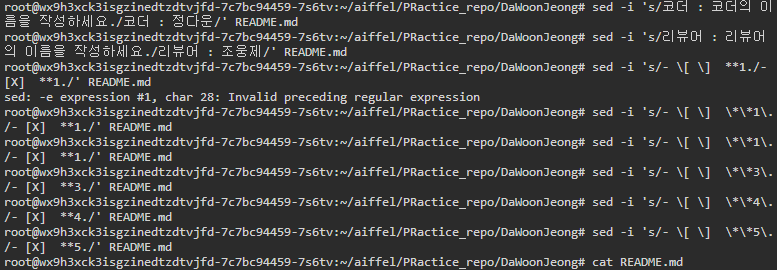 root@wx9h3xck3isgzinedtzdtvjfd-7c7bc94459-7s6tv:~/aiffel/PRactice_repo/DaWoonJeong# sed -i 's/코더 : 코더의 이
름을 작성하세요./코더 : 정다운/' README.md
root@wx9h3xck3isgzinedtzdtvjfd-7c7bc94459-7s6tv:~/aiffel/PRactice_repo/DaWoonJeong# sed -i 's/리뷰어 : 리뷰어
의 이름을 작성하세요./리뷰어 : 조웅제/' README.md
root@wx9h3xck3isgzinedtzdtvjfd-7c7bc94459-7s6tv:~/aiffel/PRactice_repo/DaWoonJeong# sed -i 's/- \[ \]  **1./-
[X]  **1./' README.md
sed: -e expression #1, char 28: Invalid preceding regular expression
root@wx9h3xck3isgzinedtzdtvjfd-7c7bc94459-7s6tv:~/aiffel/PRactice_repo/DaWoonJeong# sed -i 's/- \[ \]  \*\*1\.
/- [X]  **1./' README.md
root@wx9h3xck3isgzinedtzdtvjfd-7c7bc94459-7s6tv:~/aiffel/PRactice_repo/DaWoonJeong# sed -i 's/- \[ \]  \*\*1\.
/- [X]  **1./' README.md
root@wx9h3xck3isgzinedtzdtvjfd-7c7bc94459-7s6tv:~/aiffel/PRactice_repo/DaWoonJeong# sed -i 's/- \[ \]  \*\*3\.
/- [X]  **3./' README.md
root@wx9h3xck3isgzinedtzdtvjfd-7c7bc94459-7s6tv:~/aiffel/PRactice_repo/DaWoonJeong# sed -i 's/- \[ \]  \*\*4\.
/- [X]  **4./' README.md
root@wx9h3xck3isgzinedtzdtvjfd-7c7bc94459-7s6tv:~/aiffel/PRactice_repo/DaWoonJeong# sed -i 's/- \[ \]  \*\*5\.
/- [X]  **5./' README.md
root@wx9h3xck3isgzinedtzdtvjfd-7c7bc94459-7s6tv:~/aiffel/PRactice_repo/DaWoonJeong# cat README.md